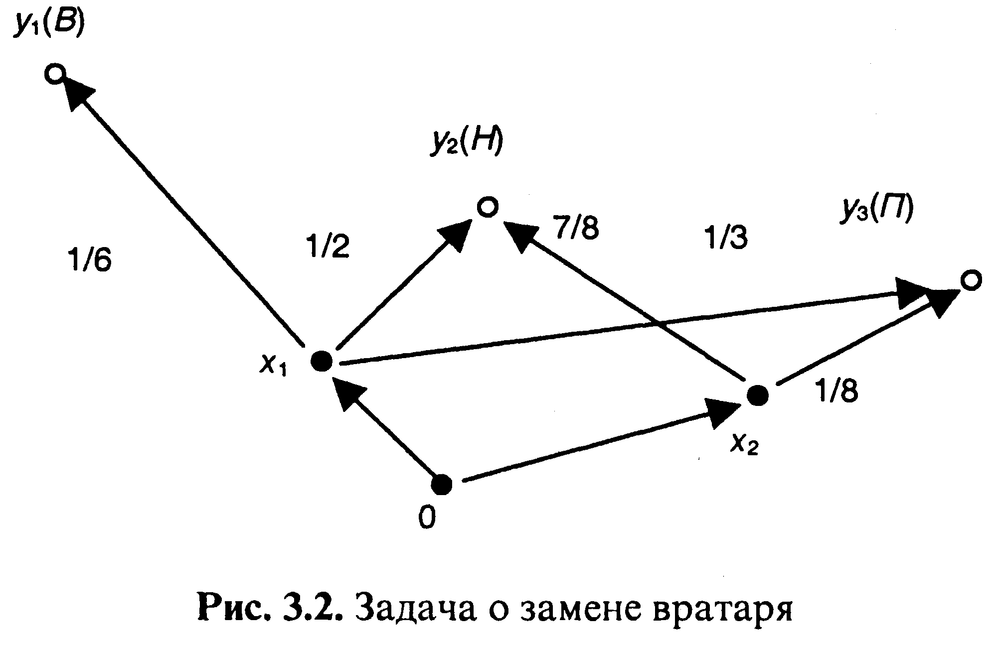 y₁(В)
y₂(Н)
y₃(П)
1/6
1/2
7/8
1/3
x₁
1/8
x₂
0
Рис. 3.2. Задача о замене вратаря